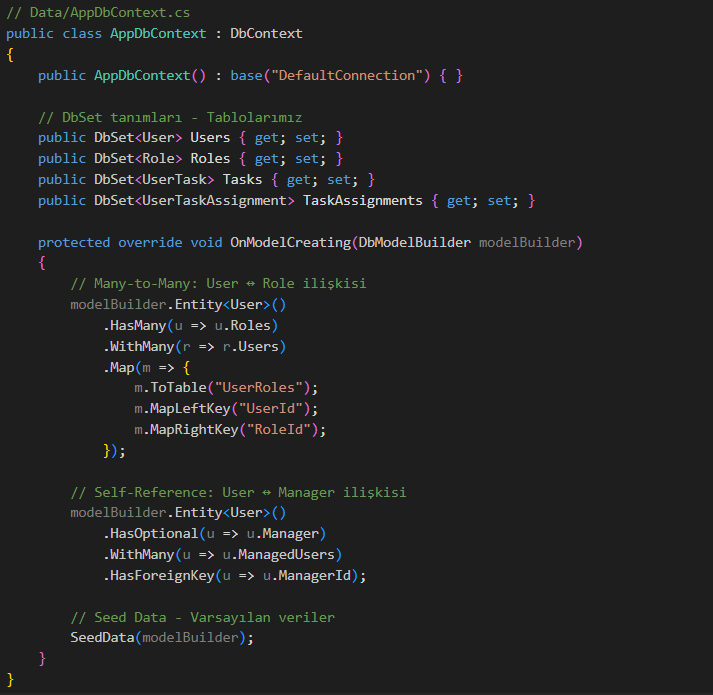 // Data/AppDbContext.cs
public class AppDbContext : DbContext
{
    public AppDbContext() : base("DefaultConnection") { }

    // DbSet tanımları - Tablolarımız
    public DbSet<User> Users { get; set; }
    public DbSet<Role> Roles { get; set; }
    public DbSet<UserTask> Tasks { get; set; }
    public DbSet<UserTaskAssignment> TaskAssignments { get; set; }

    protected override void OnModelCreating(DbModelBuilder modelBuilder)
    {
        // Many-to-Many: User ↔ Role ilişkisi
        modelBuilder.Entity<User>()
            .HasMany(u => u.Roles)
            .WithMany(r => r.Users)
            .Map(m => {
                m.ToTable("UserRoles");
                m.MapLeftKey("UserId");
                m.MapRightKey("RoleId");
            });

        // Self-Reference: User ↔ Manager ilişkisi
        modelBuilder.Entity<User>()
            .HasOptional(u => u.Manager)
            .WithMany(u => u.ManagedUsers)
            .HasForeignKey(u => u.ManagerId);

        // Seed Data - Varsayılan veriler
        SeedData(modelBuilder);
    }
}